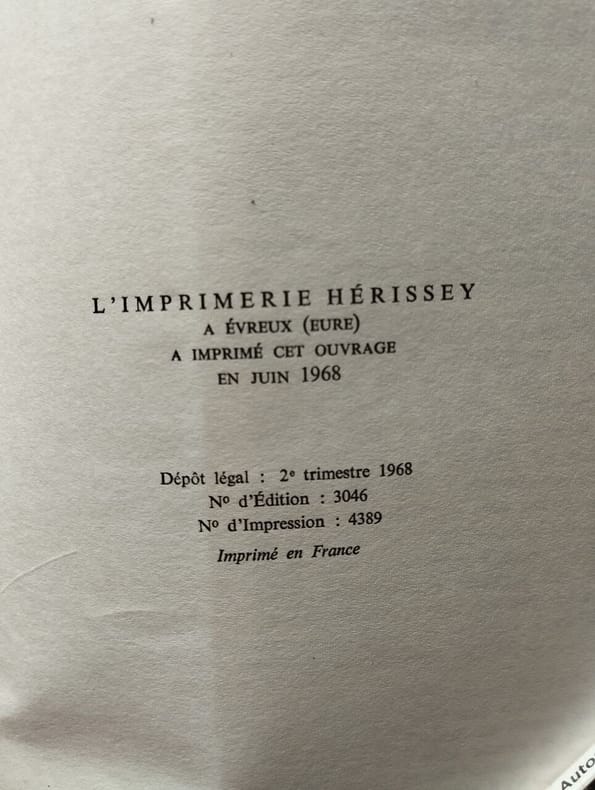 L'IMPRIMERIE HÉRISSEY
A ÉVREUX (EURE)
A IMPRIMÉ CET OUVRAGE
EN JUIN 1968
Dépôt légal : 2e trimestre 1968
No d'Édition : 3046
No d'Impression : 4389
Imprimé en France